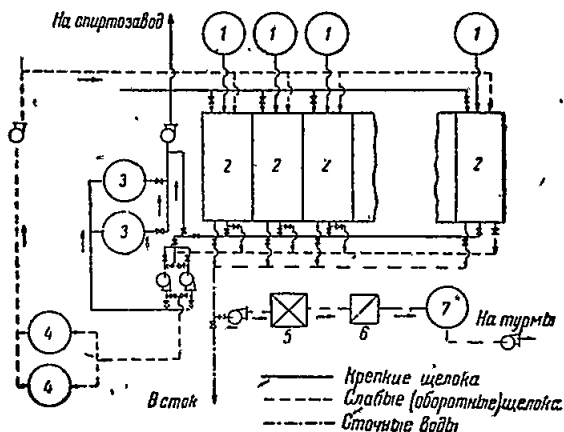 На спиртозавод
1 1 1 1
2 2 2 2
3
3
4
4
5 6 7
На турмы
В сток
Крепкие щелока
Слабые (оборотные) щелока
Сточные воды